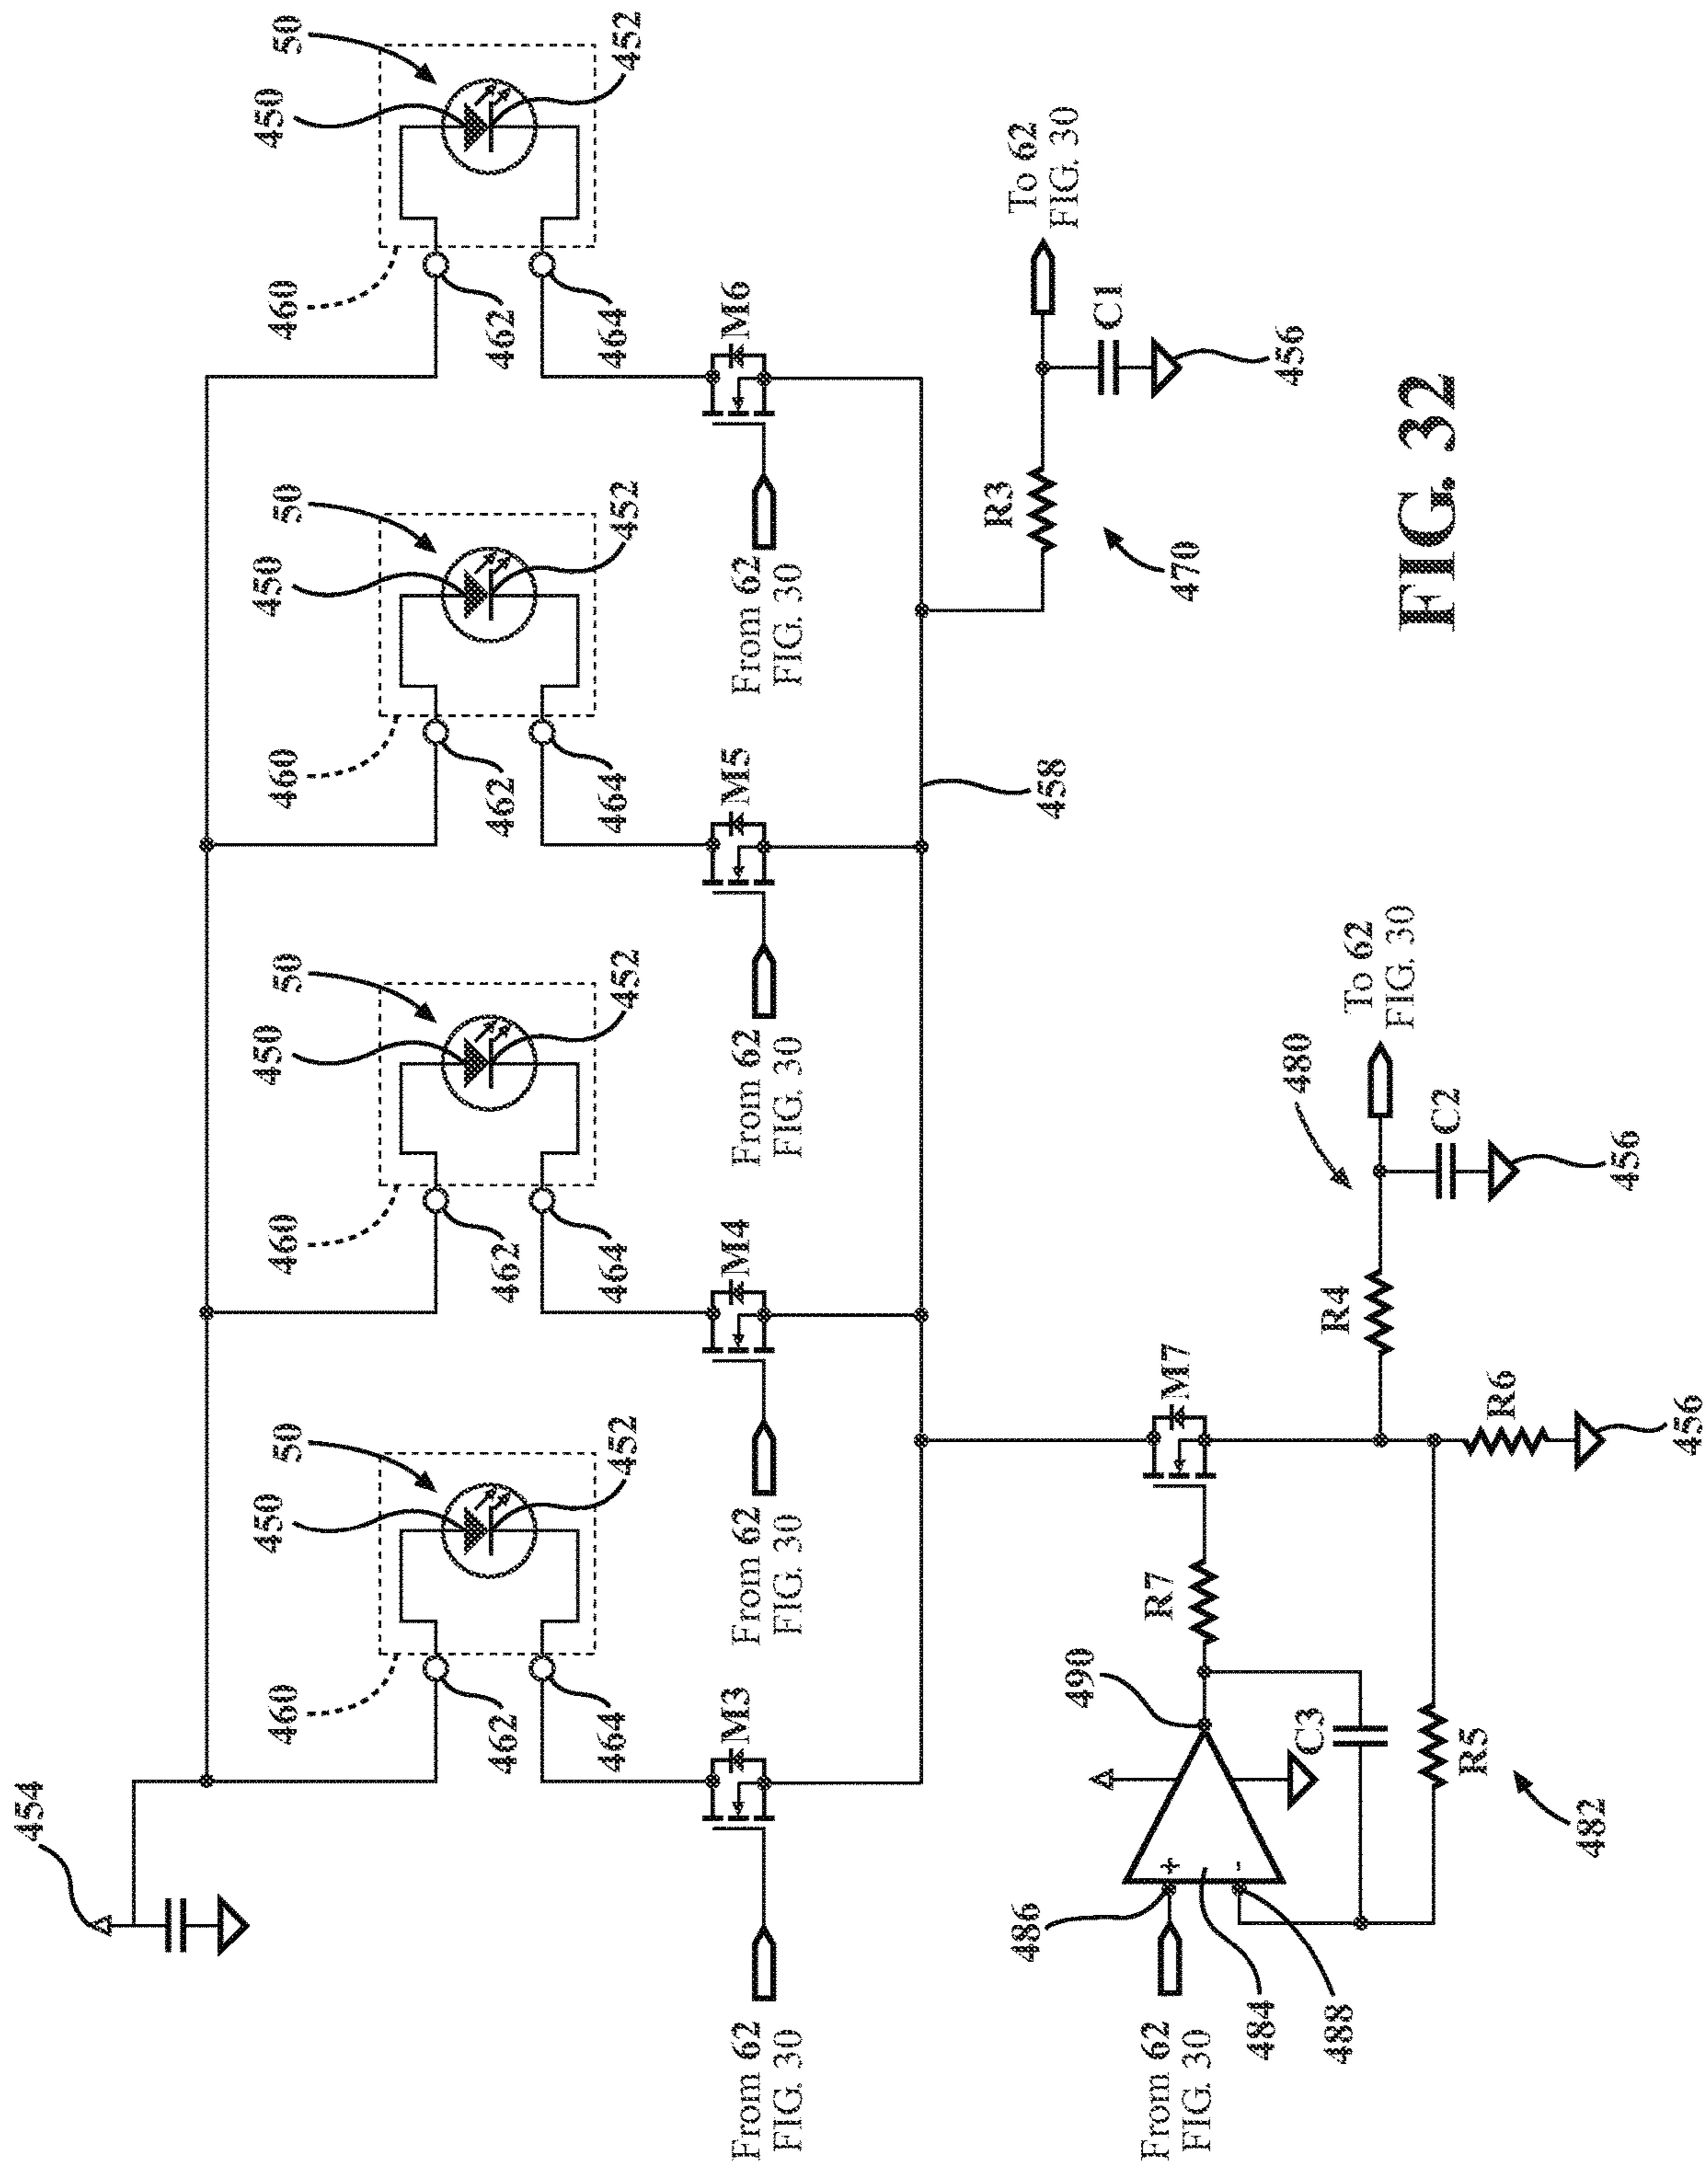 454
460
450
50
452
462
464
460
450
50
452
462
464
460
450
50
452
462
464
460
450
50
452
462
464
M3
M4
M5
M6
From 62
FIG. 30
From 62
FIG. 30
From 62
FIG. 30
From 62
FIG. 30
458
R3
To 62
FIG. 30
C1
470
456
486
490
R7
M7
From 62
FIG. 30
484
488
C3
R5
482
R4
480
To 62
FIG. 30
C2
R6
456
456
FIG. 32